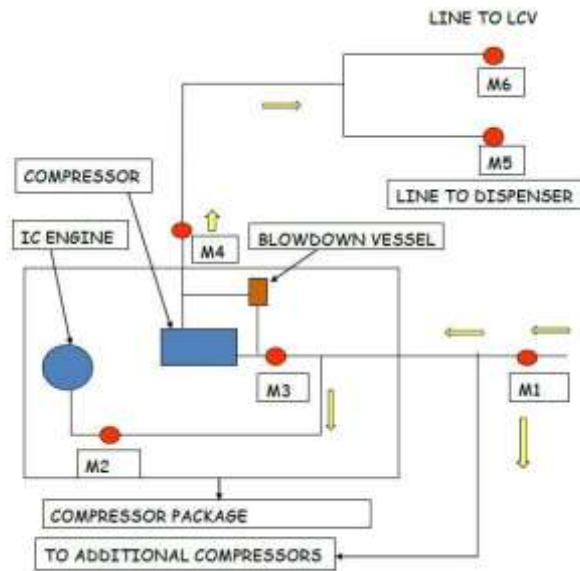 LINE TO LCV
M6
COMPRESSOR
M5
LINE TO DISPENSER
IC ENGINE
M4
BLOWDOWN VESSEL
M3
M1
M2
COMPRESSOR PACKAGE
TO ADDITIONAL COMPRESSORS